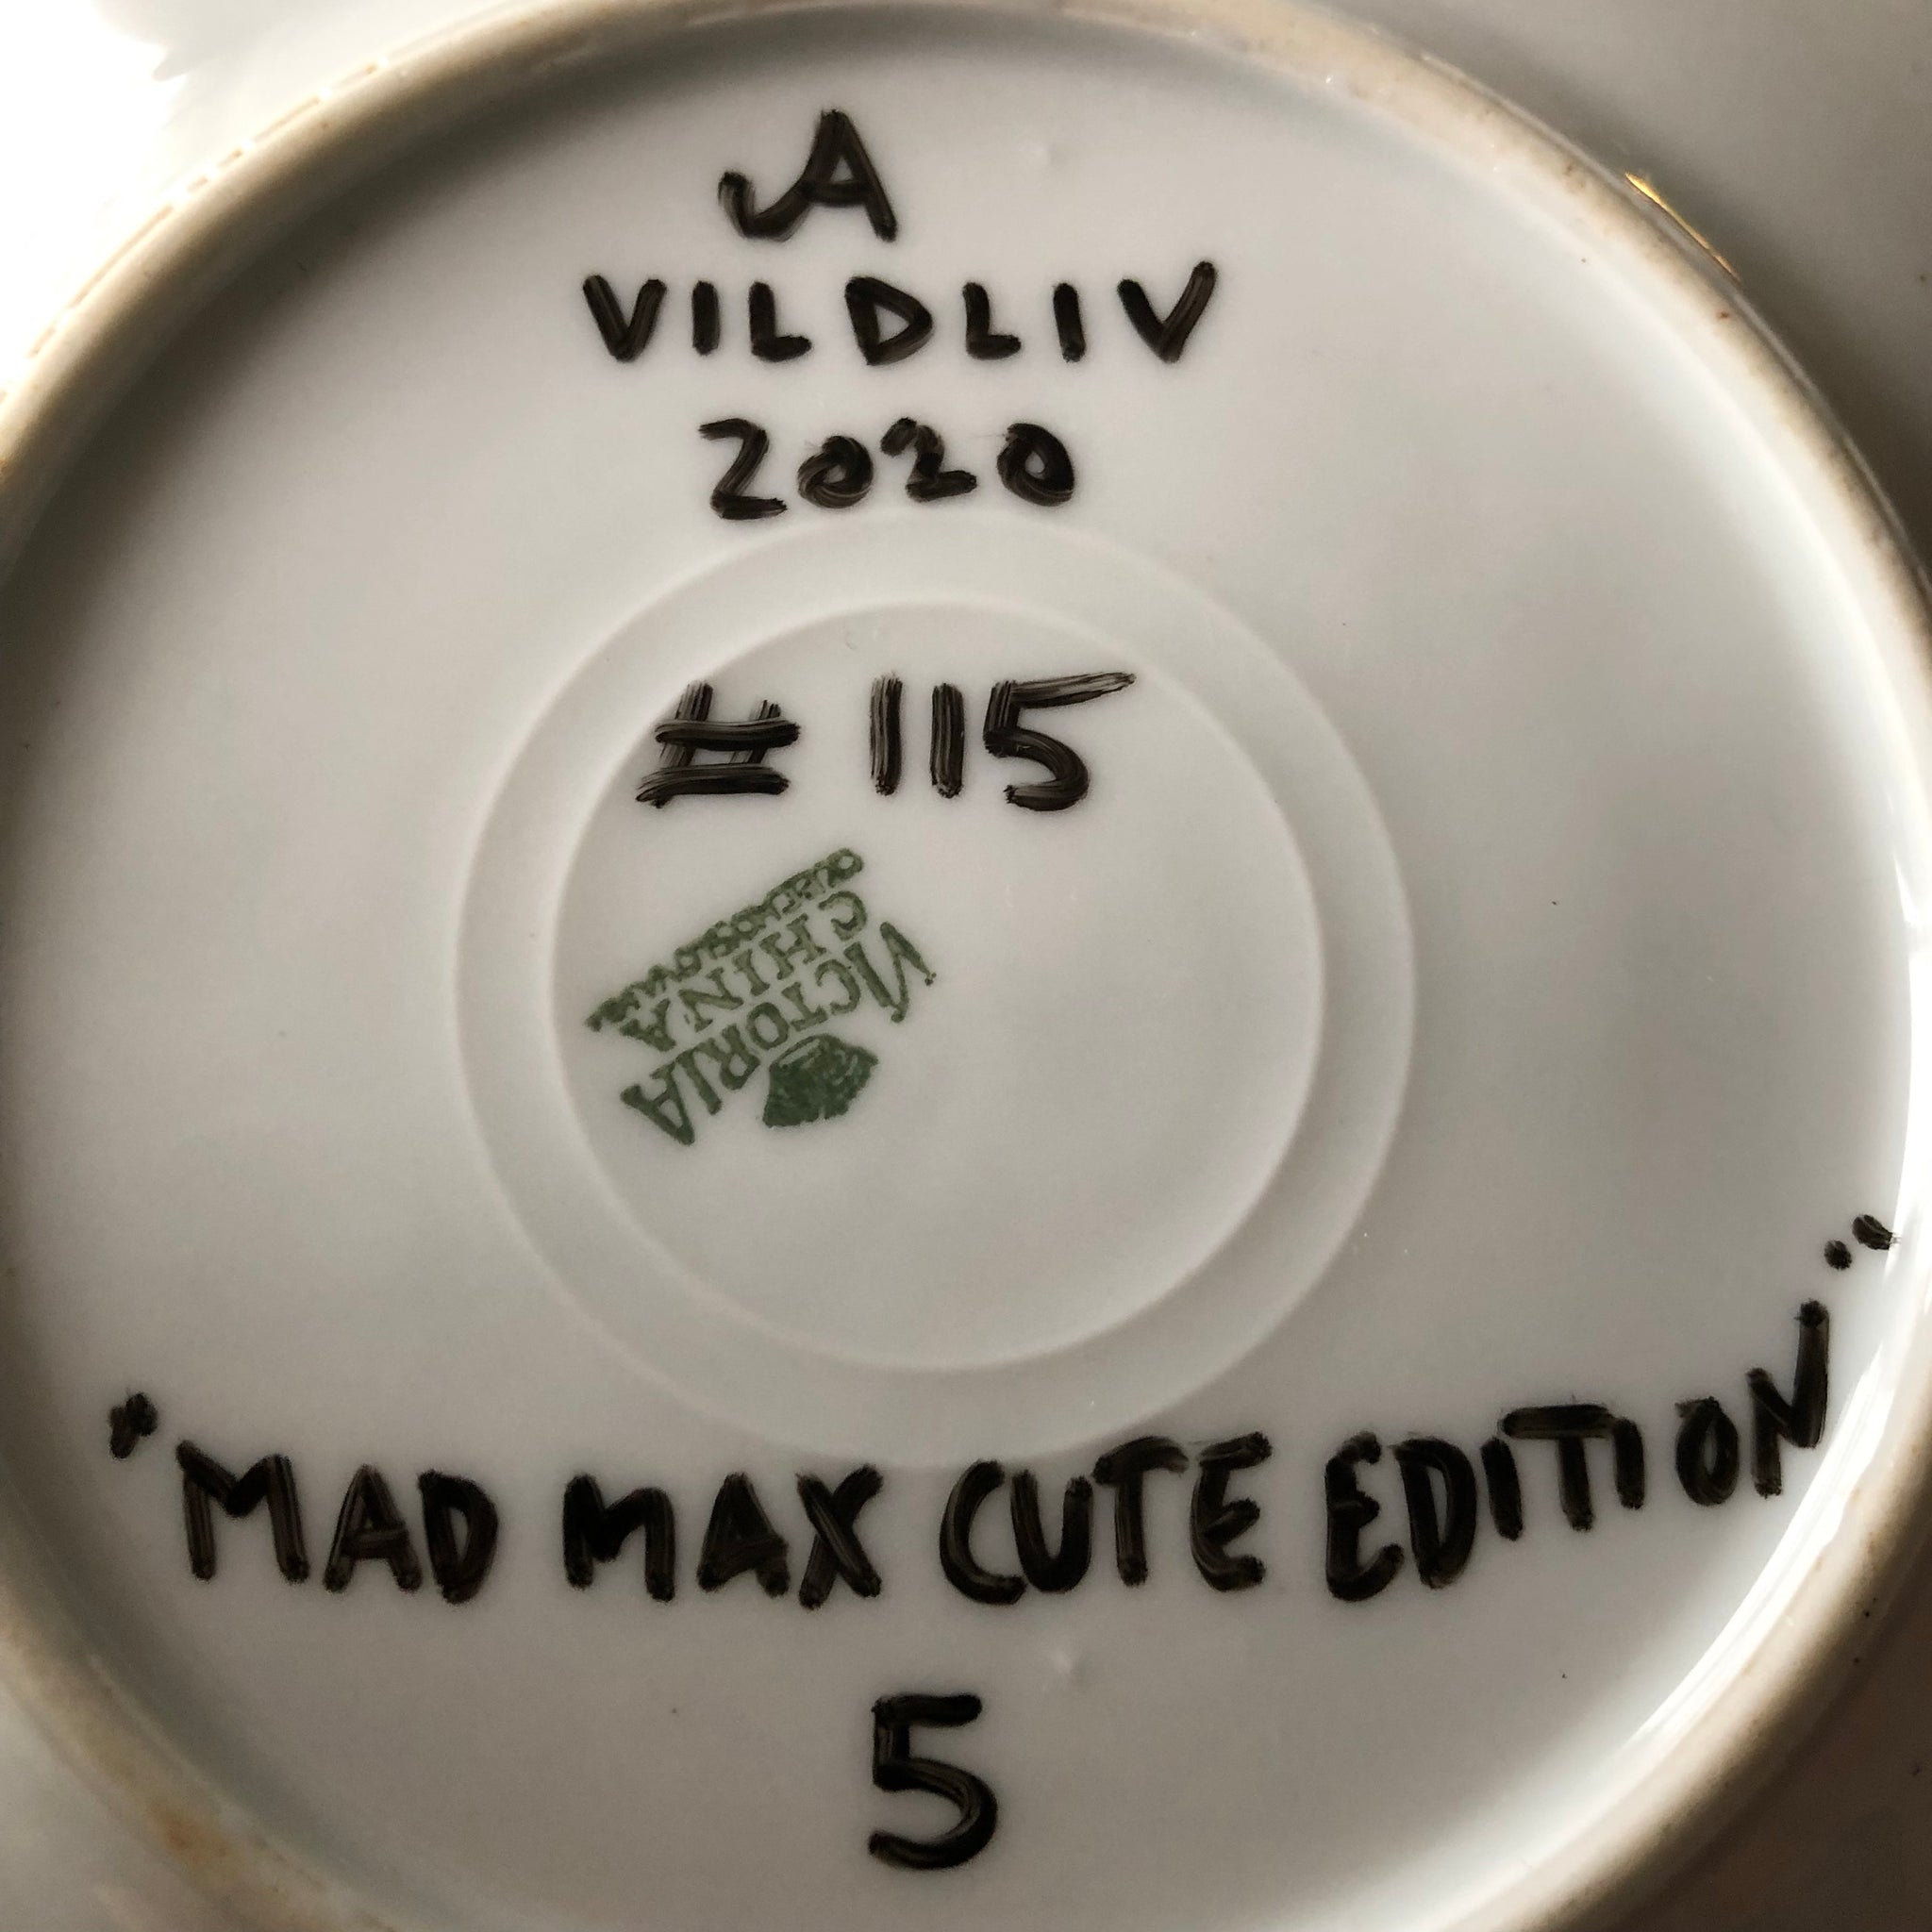 A
VILDLIV
2020
# 115
VICTORIA
CHINA
CZECHOSLOVAKIA
"MAD MAX CUTE EDITION"
5